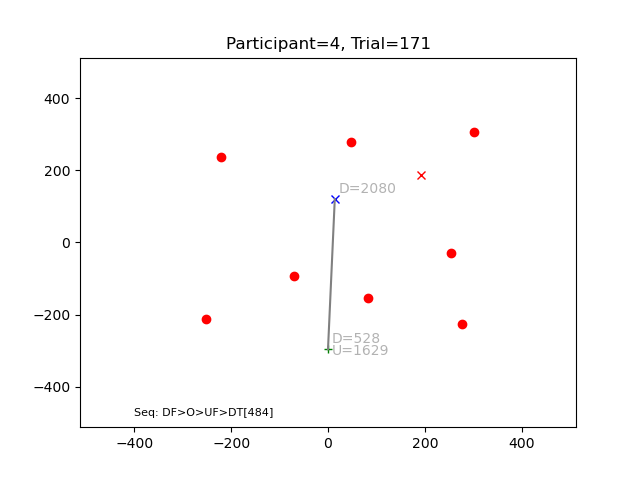 Participant=4, Trial=171
400
200
0
−200
−400
D=2080
D=528
U=1629
Seq: DF>O>UF>DT[484]
−400 −200 0 200 400